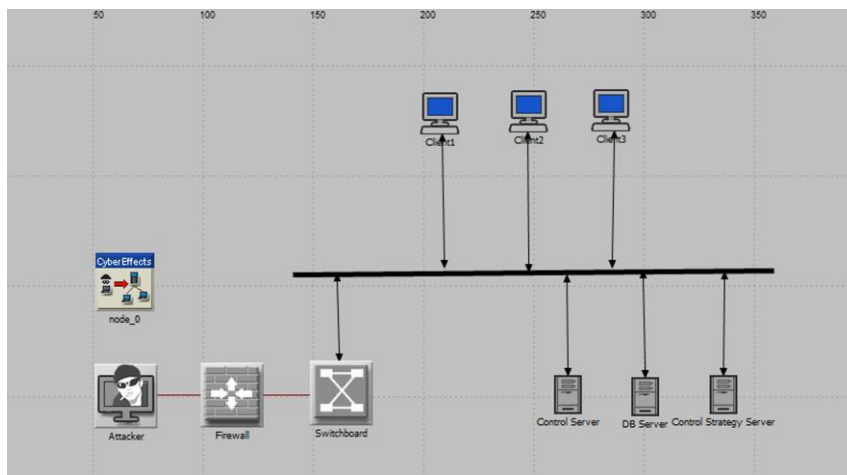 50 100 150 200 250 300 350
Client1 Client2 Client3
CyberEffects
node_0
Control Server DB Server Control Strategy Server
Attacker Firewall Switchboard